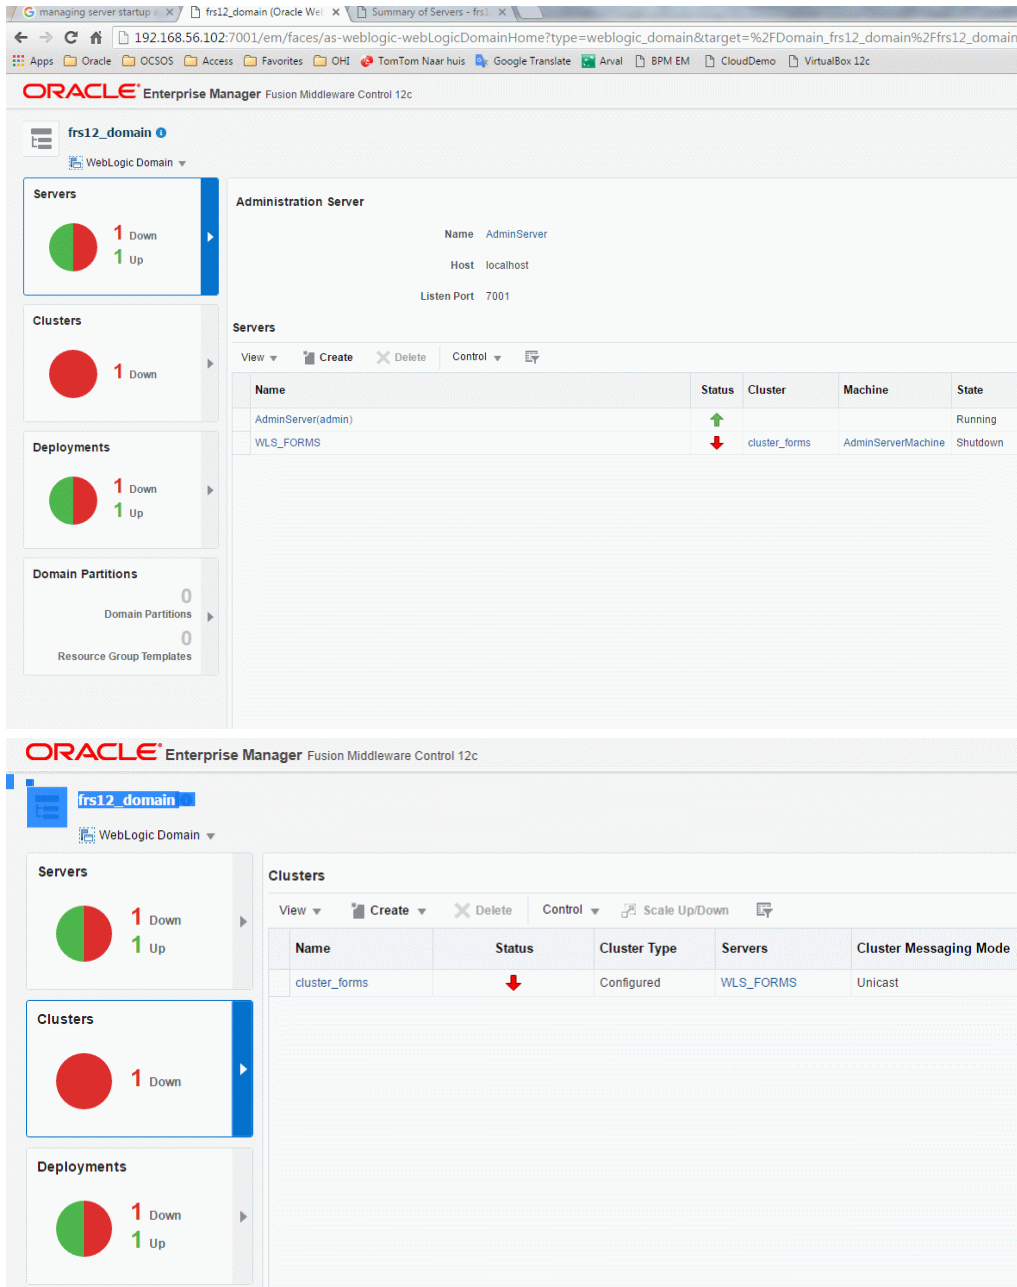 managing server startup
frs12_domain (Oracle Wel
Summary of Servers - frs1
192.168.56.102:7001/em/faces/as-weblogic-webLogicDomainHome?type=weblogic_domain&target=%2FDomain_frs12_domain%2Ffrs12_domain
Apps Oracle OCSOS Access Favorites OHI TomTom Naar huis Google Translate Arval BPM EM CloudDemo VirtualBox 12c
ORACLE Enterprise Manager Fusion Middleware Control 12c
frs12_domain
WebLogic Domain
Servers
1 Down
1 Up
Clusters
1 Down
Deployments
1 Down
1 Up
Domain Partitions
0
Domain Partitions
0
Resource Group Templates
Administration Server
Name AdminServer
Host localhost
Listen Port 7001
Servers
View Create Delete Control
Name Status Cluster Machine State
AdminServer(admin) Running
WLS_FORMS cluster_forms AdminServerMachine Shutdown
ORACLE Enterprise Manager Fusion Middleware Control 12c
frs12_domain
WebLogic Domain
Servers
1 Down
1 Up
Clusters
1 Down
Deployments
1 Down
1 Up
Clusters
View Create Delete Control Scale Up/Down
Name Status Cluster Type Servers Cluster Messaging Mode
cluster_forms Configured WLS_FORMS Unicast